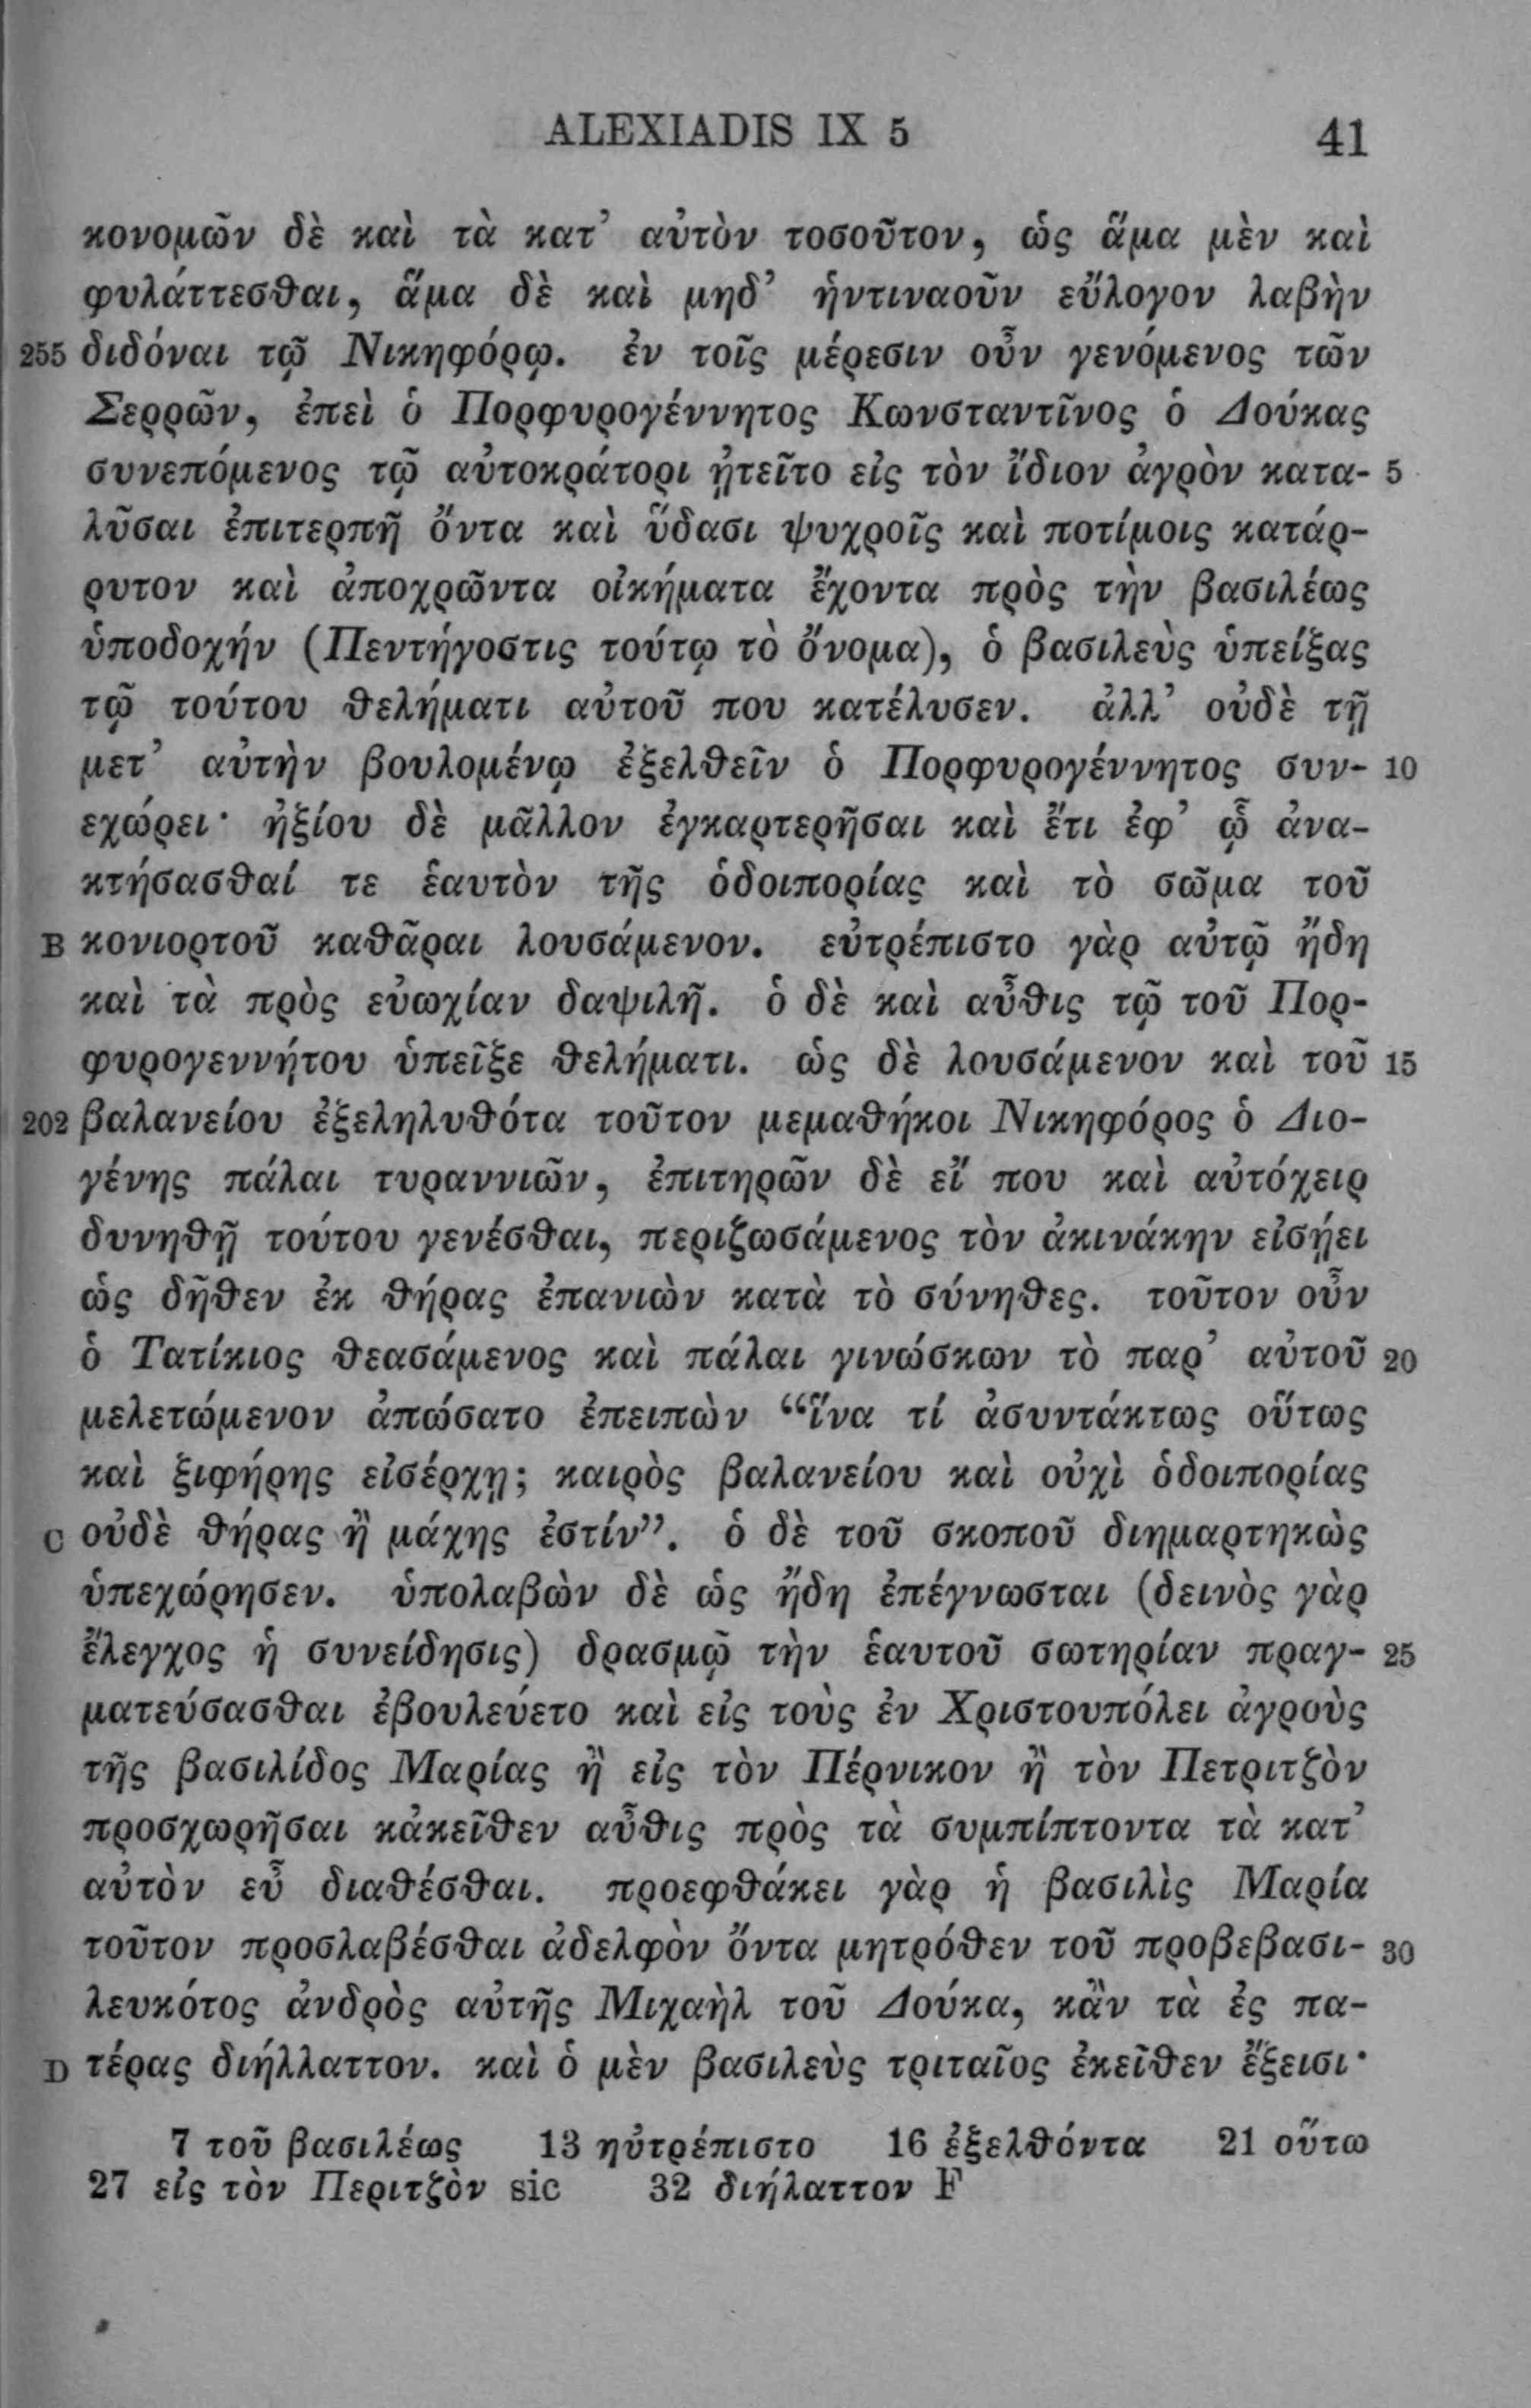 ALEXIADIS IX 5 41
κονομῶν δὲ καὶ τὰ κατ’ αὐτὸν τοσοῦτον, ὡς ἅμα μὲν καὶ
φυλάττεσθαι, ἅμα δὲ καὶ μηδ’ ἡντιναοῦν εὔλογον λαβὴν
255 διδόναι τῷ Νικηφόρῳ. ἐν τοῖς μέρεσιν οὖν γενόμενος τῶν
Σερρῶν, ἐπεὶ ὁ Πορφυρογέννητος Κωνσταντῖνος ὁ Δούκας
συνεπόμενος τῷ αὐτοκράτορι ᾐτεῖτο εἰς τὸν ἴδιον ἀγρὸν κατα- 5
λῦσαι ἐπιτερπῆ ὄντα καὶ ὕδασι ψυχροῖς καὶ ποτίμοις κατάρ-
ρυτον καὶ ἀποχρῶντα οἰκήματα ἔχοντα πρὸς τὴν βασιλέως
ὑποδοχήν (Πεντήγοστις τούτῳ τὸ ὄνομα), ὁ βασιλεὺς ὑπείξας
τῷ τούτου θελήματι αὐτοῦ που κατέλυσεν. ἀλλ’ οὐδὲ τῇ
μετ’ αὐτὴν βουλομένῳ ἐξελθεῖν ὁ Πορφυρογέννητος συν- 10
εχώρει· ἠξίου δὲ μᾶλλον ἐγκαρτερῆσαι καὶ ἔτι ἐφ’ ᾧ ἀνα-
κτήσασθαί τε ἑαυτὸν τῆς ὁδοιπορίας καὶ τὸ σῶμα τοῦ
B κονιορτοῦ καθᾶραι λουσάμενον. εὐτρέπιστο γὰρ αὐτῷ ἤδη
καὶ τὰ πρὸς εὐωχίαν δαψιλῆ. ὁ δὲ καὶ αὖθις τῷ τοῦ Πορ-
φυρογεννήτου ὑπεῖξε θελήματι. ὡς δὲ λουσάμενον καὶ τοῦ 15
202 βαλανείου ἐξεληλυθότα τοῦτον μεμαθήκοι Νικηφόρος ὁ Διο-
γένης πάλαι τυραννιῶν, ἐπιτηρῶν δὲ εἴ που καὶ αὐτόχειρ
δυνηθῇ τούτου γενέσθαι, περιζωσάμενος τὸν ἀκινάκην εἰσῄει
ὡς δῆθεν ἐκ θήρας ἐπανιὼν κατὰ τὸ σύνηθες. τοῦτον οὖν
ὁ Τατίκιος θεασάμενος καὶ πάλαι γινώσκων τὸ παρ’ αὐτοῦ 20
μελετώμενον ἀπώσατο ἐπειπὼν “ἵνα τί ἀσυντάκτως οὕτως
καὶ ξιφήρης εἰσέρχῃ; καιρὸς βαλανείου καὶ οὐχὶ ὁδοιπορίας
C οὐδὲ θήρας ἢ μάχης ἐστίν”. ὁ δὲ τοῦ σκοποῦ διημαρτηκὼς
ὑπεχώρησεν. ὑπολαβὼν δὲ ὡς ἤδη ἐπέγνωσται (δεινὸς γὰρ
ἔλεγχος ἡ συνείδησις) δρασμῷ τὴν ἑαυτοῦ σωτηρίαν πραγ- 25
ματεύσασθαι ἐβουλεύετο καὶ εἰς τοὺς ἐν Χριστουπόλει ἀγροὺς
τῆς βασιλίδος Μαρίας ἢ εἰς τὸν Πέρνικον ἢ τὸν Πετριτζὸν
προσχωρῆσαι κἀκεῖθεν αὖθις πρὸς τὰ συμπίπτοντα τὰ κατ’
αὐτὸν εὖ διαθέσθαι. προεφθάκει γὰρ ἡ βασιλὶς Μαρία
τοῦτον προσλαβέσθαι ἀδελφὸν ὄντα μητρόθεν τοῦ προβεβασι- 30
λευκότος ἀνδρὸς αὐτῆς Μιχαὴλ τοῦ Δούκα, κἂν τὰ ἐς πα-
D τέρας διήλλαττον. καὶ ὁ μὲν βασιλεὺς τριταῖος ἐκεῖθεν ἔξεισι·
7 τοῦ βασιλέως 13 ηὐτρέπιστο 16 ἐξελθόντα 21 οὕτω
27 εἰς τὸν Περιτζὸν sic 32 διήλαττον F